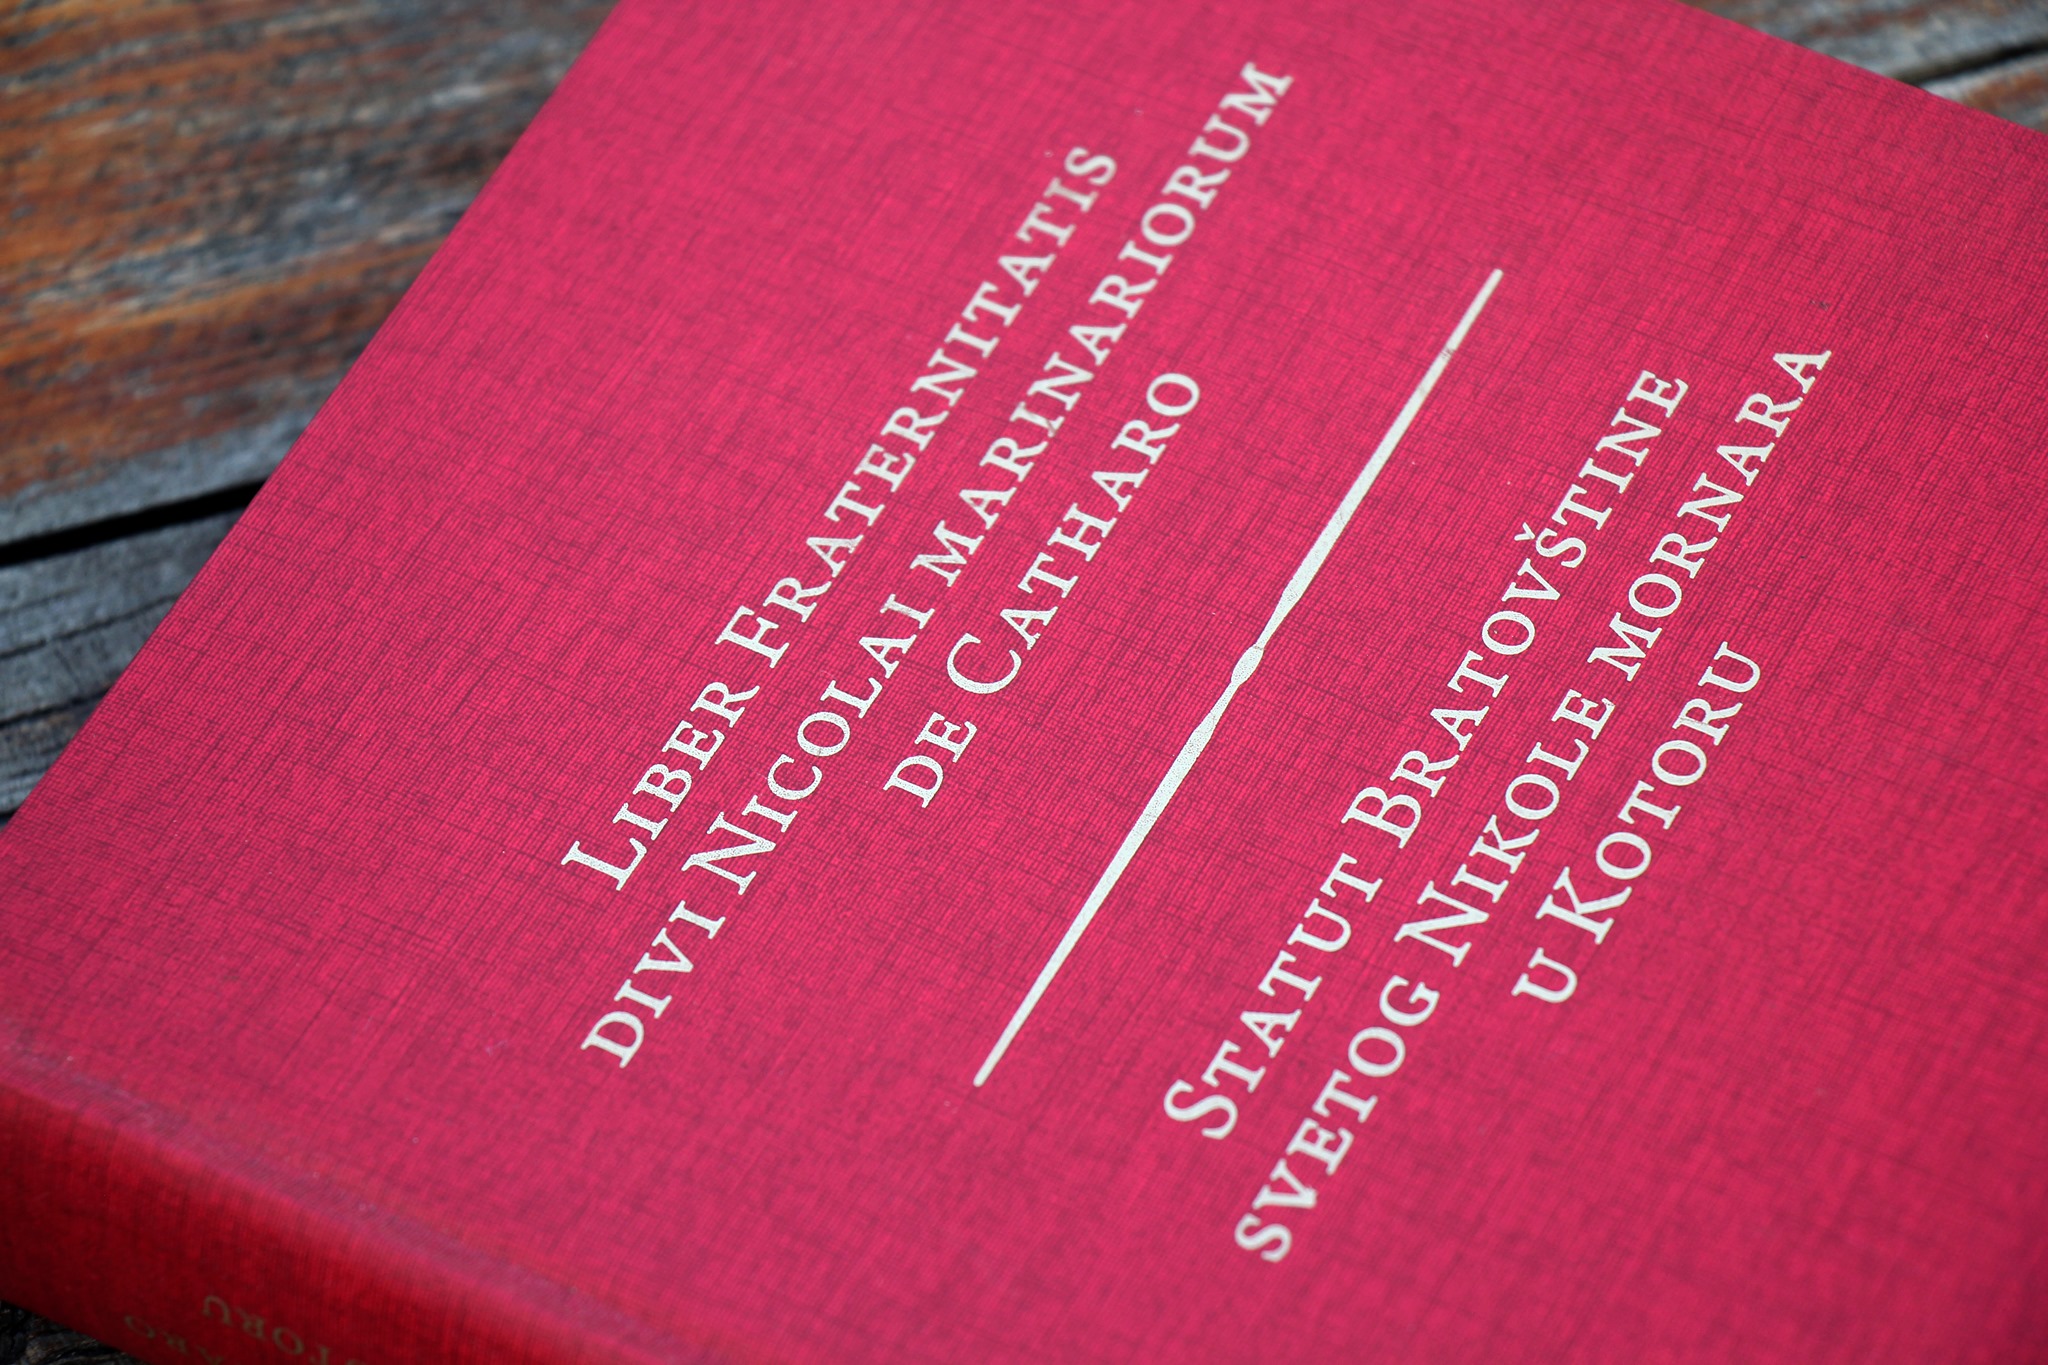 Liber Fraternitatis
divi Nicolai marinariorum
de Catharo
Statut Bratovštine
svetog Nikole mornara
u Kotoru